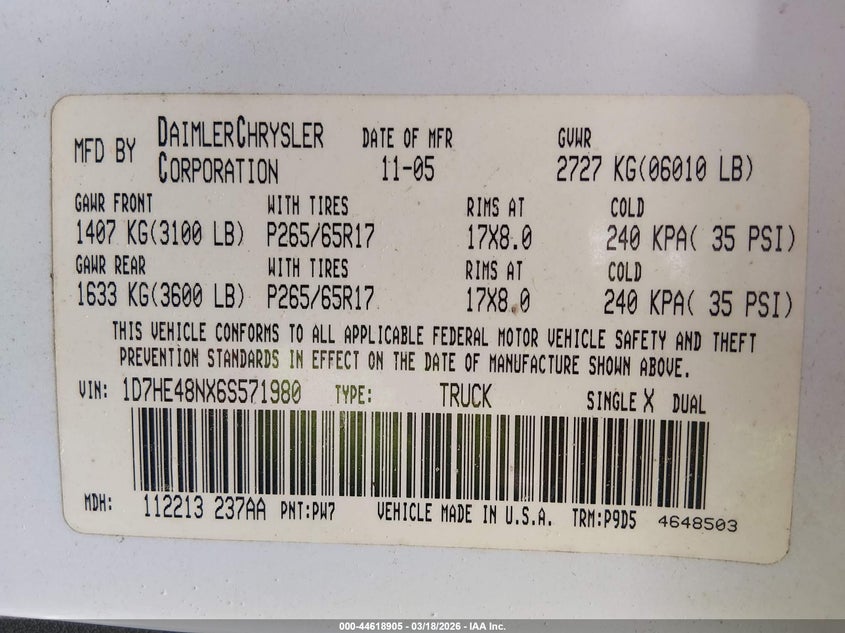 MFD BY DAIMLERCHRYSLER CORPORATION DATE OF MFR 11-05 GVWR 2727 KG(06010 LB)
GAWR FRONT WITH TIRES RIMS AT COLD
1407 KG(3100 LB) P265/65R17 17X8.0 240 KPA( 35 PSI)
GAWR REAR WITH TIRES RIMS AT COLD
1633 KG(3600 LB) P265/65R17 17X8.0 240 KPA( 35 PSI)
THIS VEHICLE CONFORMS TO ALL APPLICABLE FEDERAL MOTOR VEHICLE SAFETY AND THEFT
PREVENTION STANDARDS IN EFFECT ON THE DATE OF MANUFACTURE SHOWN ABOVE.
VIN: 1D7HE48NX6S571980 TYPE: TRUCK SINGLE X DUAL
MDH: 112213 237AA PNT:PW7 VEHICLE MADE IN U.S.A. TRM:P9D5 4648503
000-44618905 - 03/18/2026 - IAA Inc.